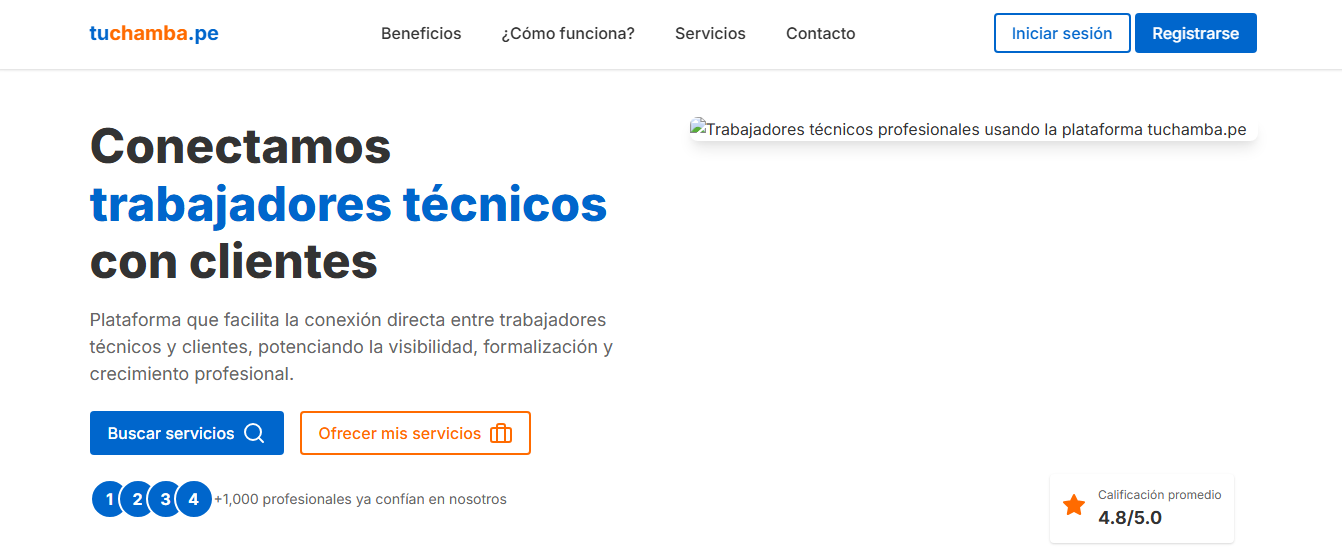 tuchamba.pe
Beneficios
¿Cómo funciona?
Servicios
Contacto
Iniciar sesión
Registrarse
Conectamos
trabajadores técnicos
con clientes
Plataforma que facilita la conexión directa entre trabajadores
técnicos y clientes, potenciando la visibilidad, formalización y
crecimiento profesional.
Buscar servicios
Ofrecer mis servicios
1 2 3 4 +1,000 profesionales ya confían en nosotros
Trabajadores técnicos profesionales usando la plataforma tuchamba.pe
Calificación promedio
4.8/5.0